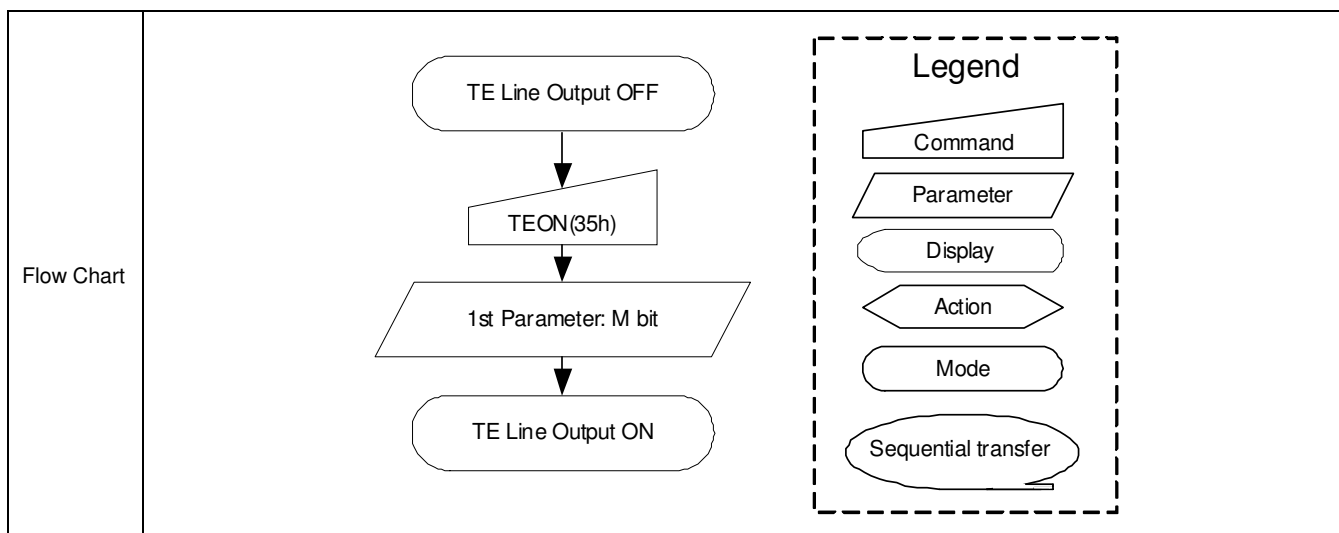 Flow Chart
TE Line Output OFF
TEON(35h)
1st Parameter: M bit
TE Line Output ON
Legend
Command
Parameter
Display
Action
Mode
Sequential transfer